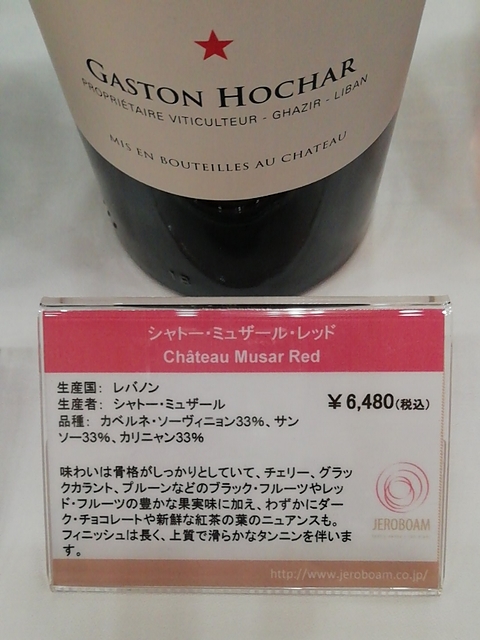 GASTON HOCHAR
PROPRIÉTAIRE VITICULTEUR - GHAZIR - LIBAN
MIS EN BOUTEILLES AU CHATEAU
シャトー・ミュザール・レッド
Château Musar Red
生産国： レバノン
生産者： シャトー・ミュザール
品種： カベルネ・ソーヴィニョン33%、サン
ソー33%、カリニャン33%
￥6,480(税込)
味わいは骨格がしっかりとしていて、チェリー、グラッ
クカラント、プルーンなどのブラック・フルーツやレッ
ド・フルーツの豊かな果実味に加え、わずかにダー
ク・チョコレートや新鮮な紅茶の葉のニュアンスも。
フィニッシュは長く、上質で滑らかなタンニンを伴いま
す。
JEROBOAM
http://www.jeroboam.co.jp/